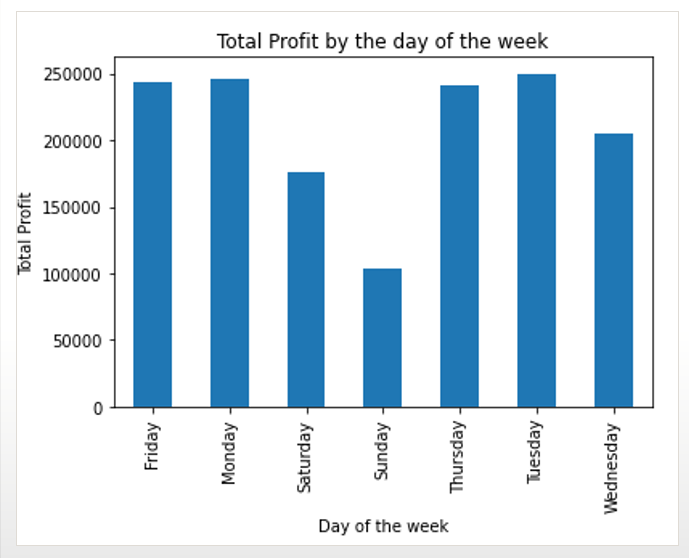 Total Profit by the day of the week
Total Profit
250000
200000
150000
100000
50000
0
Friday
Monday
Saturday
Sunday
Thursday
Tuesday
Wednesday
Day of the week